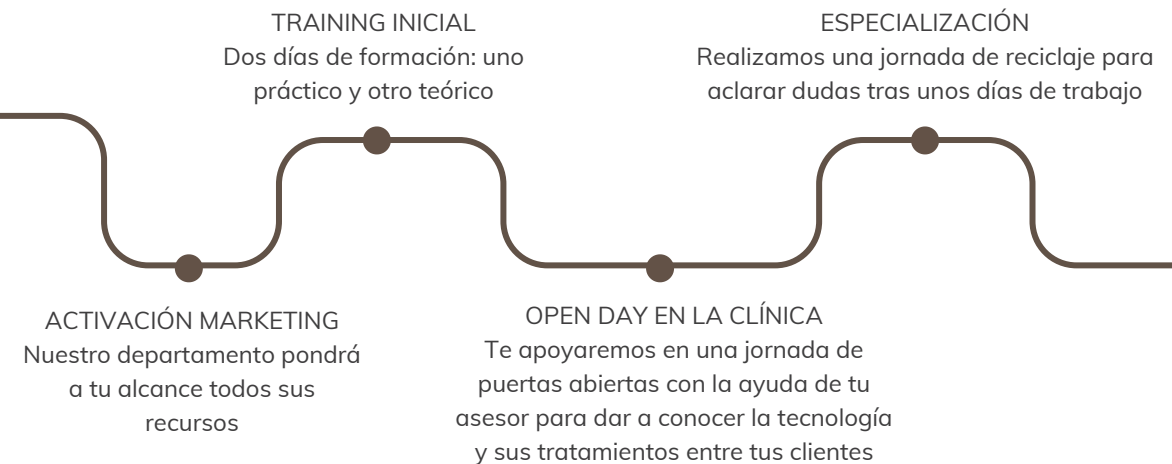 TRAINING INICIAL
Dos días de formación: uno
práctico y otro teórico
ESPECIALIZACIÓN
Realizamos una jornada de reciclaje para
aclarar dudas tras unos días de trabajo
ACTIVACIÓN MARKETING
Nuestro departamento pondrá
a tu alcance todos sus
recursos
OPEN DAY EN LA CLÍNICA
Te apoyaremos en una jornada de
puertas abiertas con la ayuda de tu
asesor para dar a conocer la tecnología
y sus tratamientos entre tus clientes